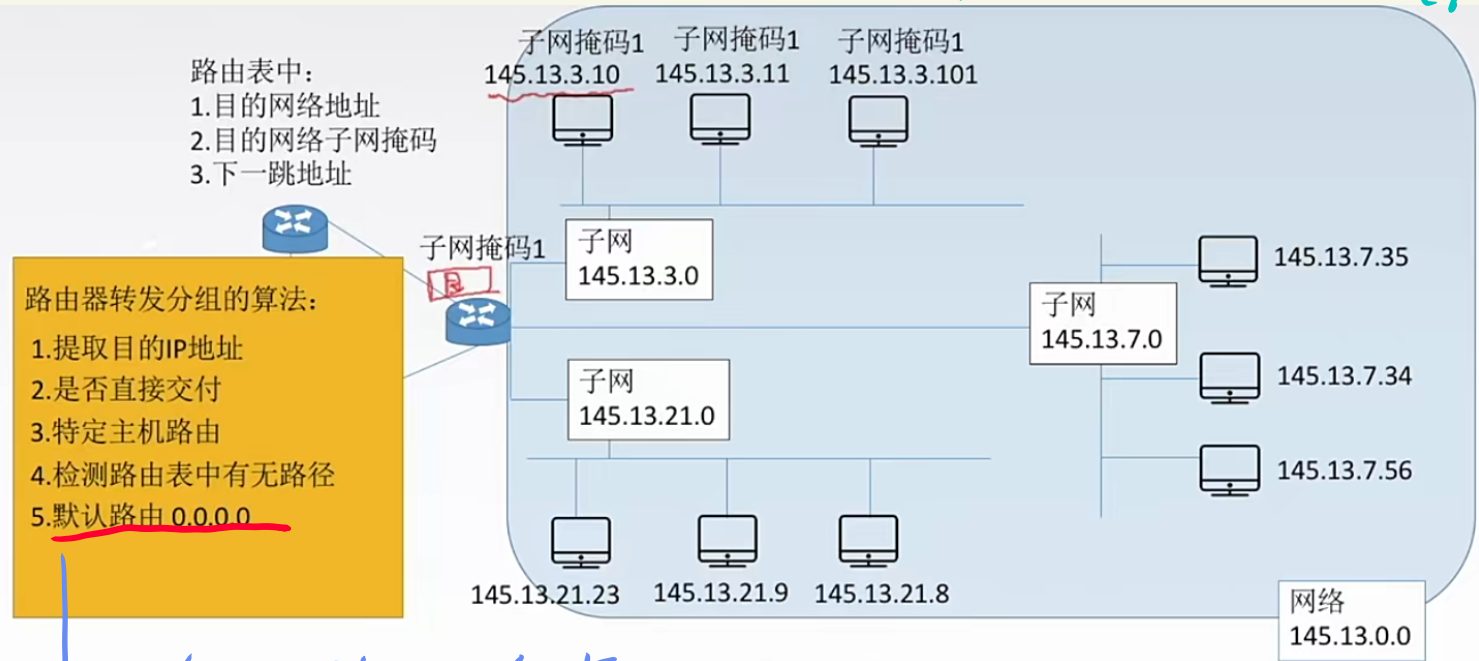 路由表中：
1.目的网络地址
2.目的网络子网掩码
3.下一跳地址
子网掩码1
145.13.3.10
子网掩码1
145.13.3.11
子网掩码1
145.13.3.101
子网掩码1
子网
145.13.3.0
子网
145.13.7.0
145.13.7.35
145.13.7.34
145.13.7.56
路由器转发分组的算法：
1.提取目的IP地址
2.是否直接交付
3.特定主机路由
4.检测路由表中有无路径
5.默认路由 0.0.0.0
子网
145.13.21.0
145.13.21.23
145.13.21.9
145.13.21.8
网络
145.13.0.0